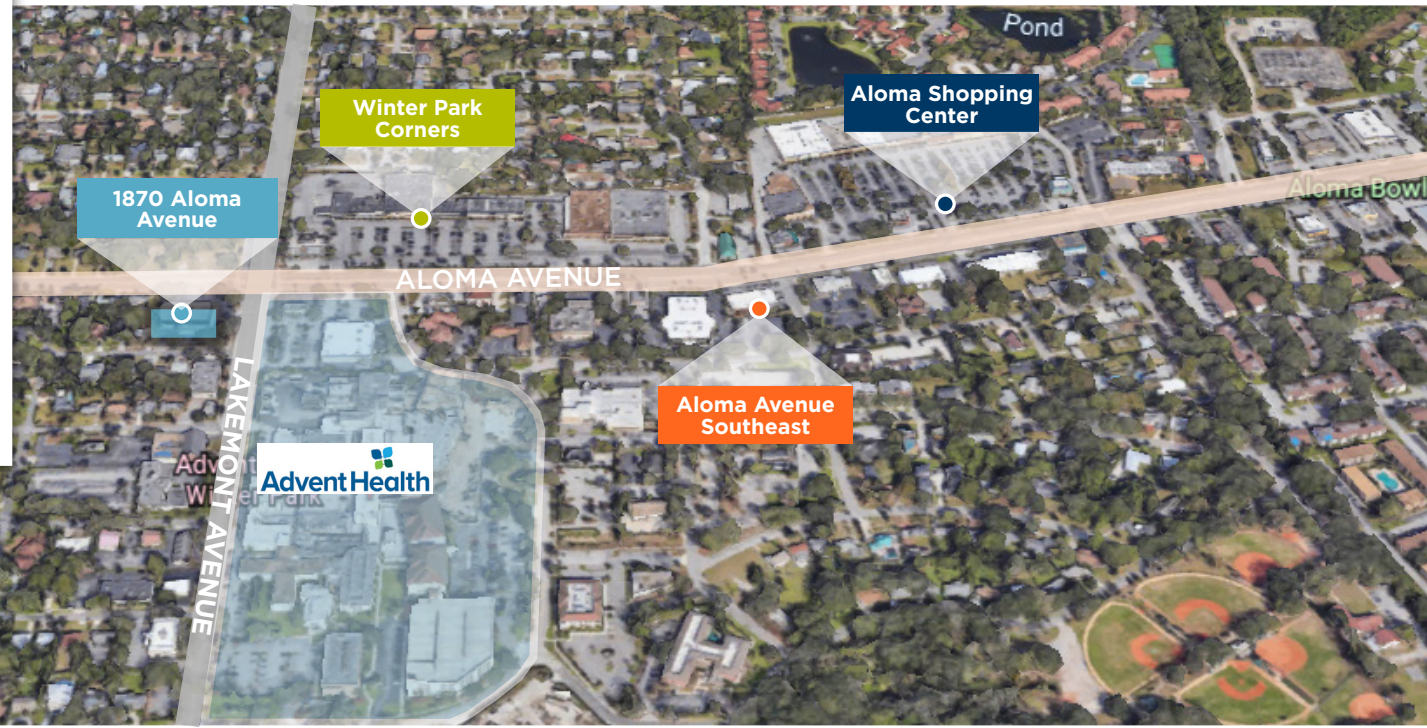 Pond
Aloma Shopping
Center
Winter Park
Corners
1870 Aloma
Avenue
Aloma Bowl
ALOMA AVENUE
LAKEMONT AVENUE
Aloma Avenue
Southeast
AdventHealth
Park